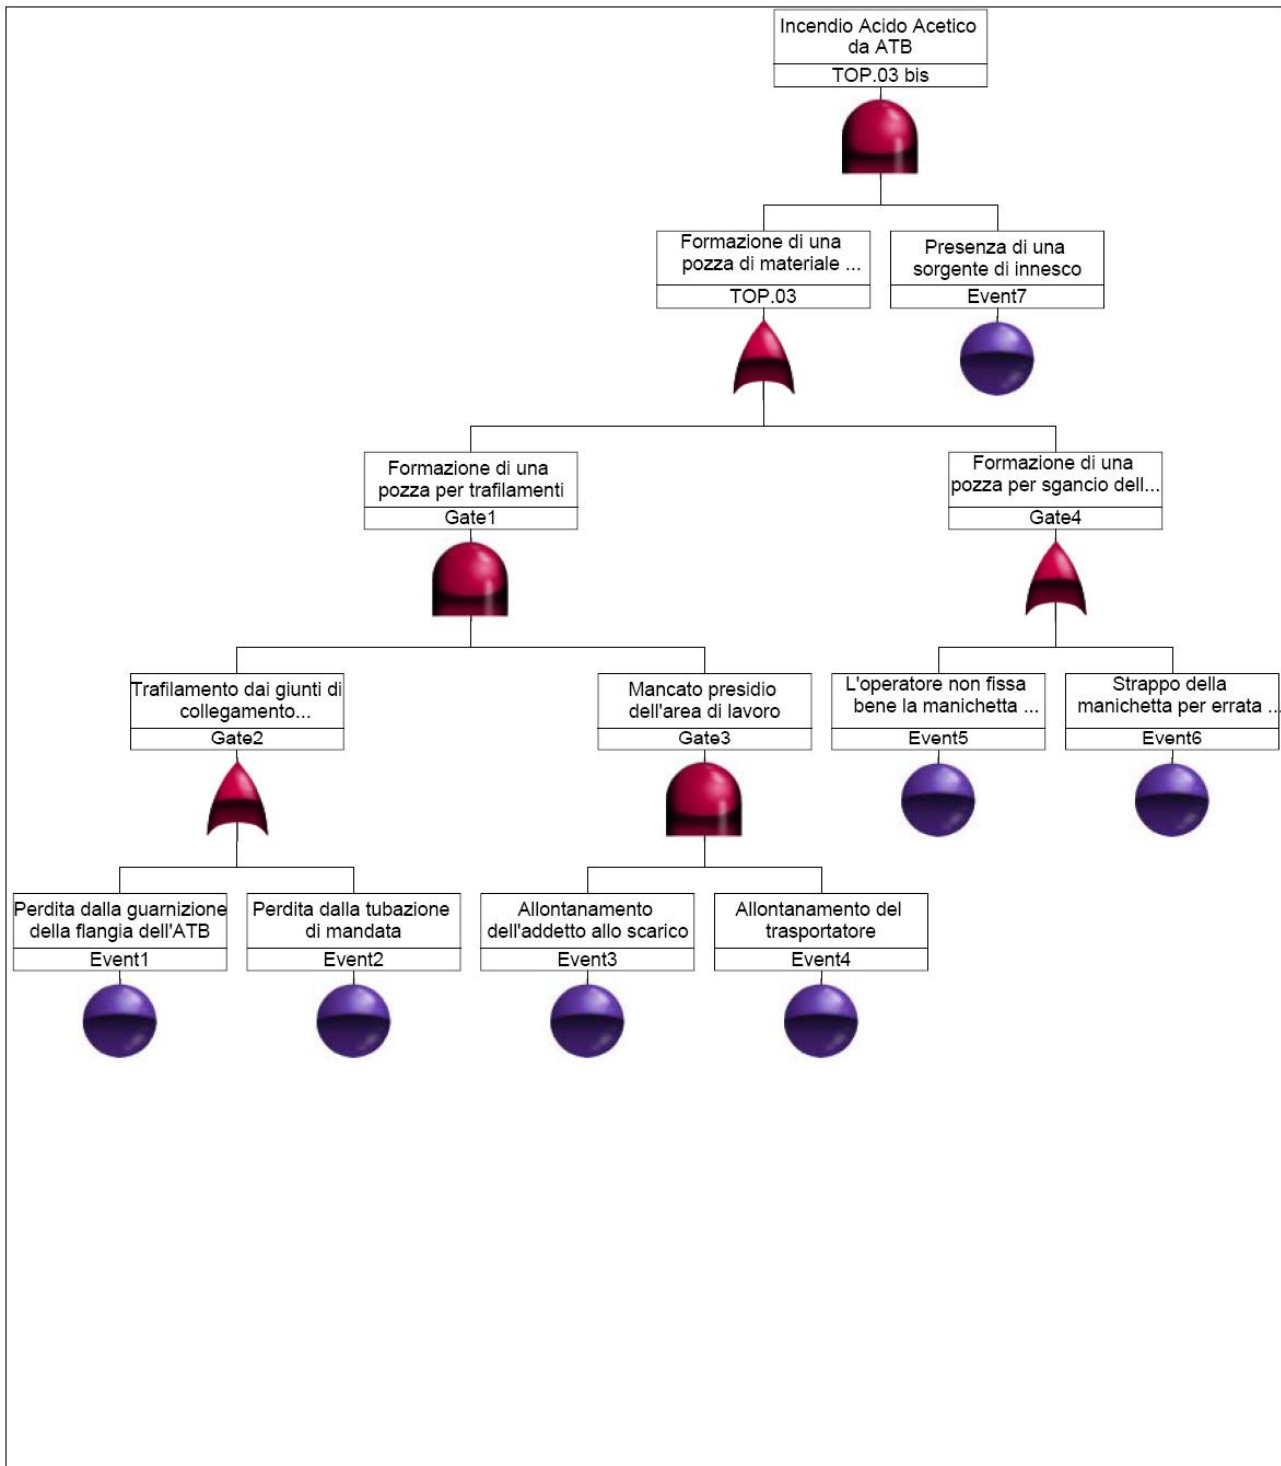 Incendio Acido Acetico
da ATB
TOP.03 bis
Formazione di una
pozza di materiale ...
TOP.03
Presenza di una
sorgente di innesco
Event7
Formazione di una
pozza per trafilamenti
Gate1
Formazione di una
pozza per sgancio dell...
Gate4
Trafilamento dai giunti di
collegamento...
Gate2
Mancato presidio
dell'area di lavoro
Gate3
L'operatore non fissa
bene la manichetta ...
Event5
Strappo della
manichetta per errata ...
Event6
Perdita dalla guarnizione
della flangia dell'ATB
Event1
Perdita dalla tubazione
di mandata
Event2
Allontanamento
dell'addetto allo scarico
Event3
Allontanamento del
trasportatore
Event4